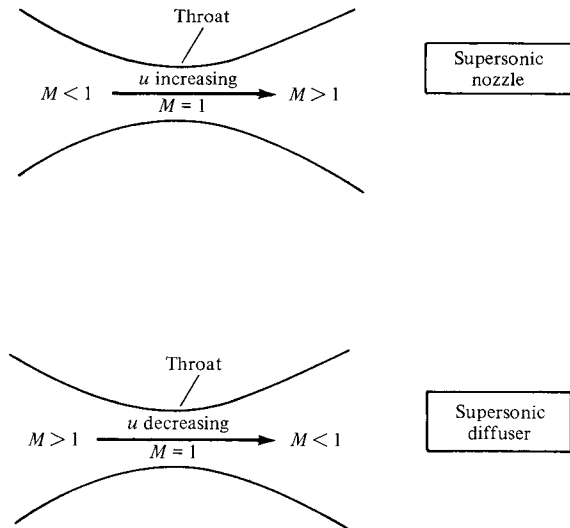 Throat
u increasing
M < 1
M > 1
M = 1
Supersonic
nozzle
Throat
u decreasing
M > 1
M < 1
M = 1
Supersonic
diffuser